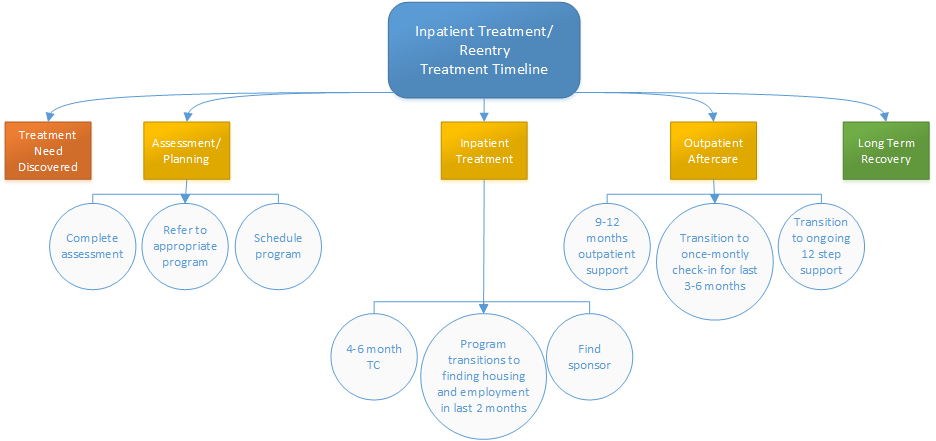 Inpatient Treatment/
Reentry
Treatment Timeline
Treatment
Need
Discovered
Assessment/
Planning
Inpatient
Treatment
Outpatient
Aftercare
Long Term
Recovery
Complete
assessment
Refer to
appropriate
program
Schedule
program
9-12
months
outpatient
support
Transition to
once-montly
check-in for last
3-6 months
Transition
to ongoing
12 step
support
4-6 month
TC
Program
transitions to
finding housing
and employment
in last 2 months
Find
sponsor